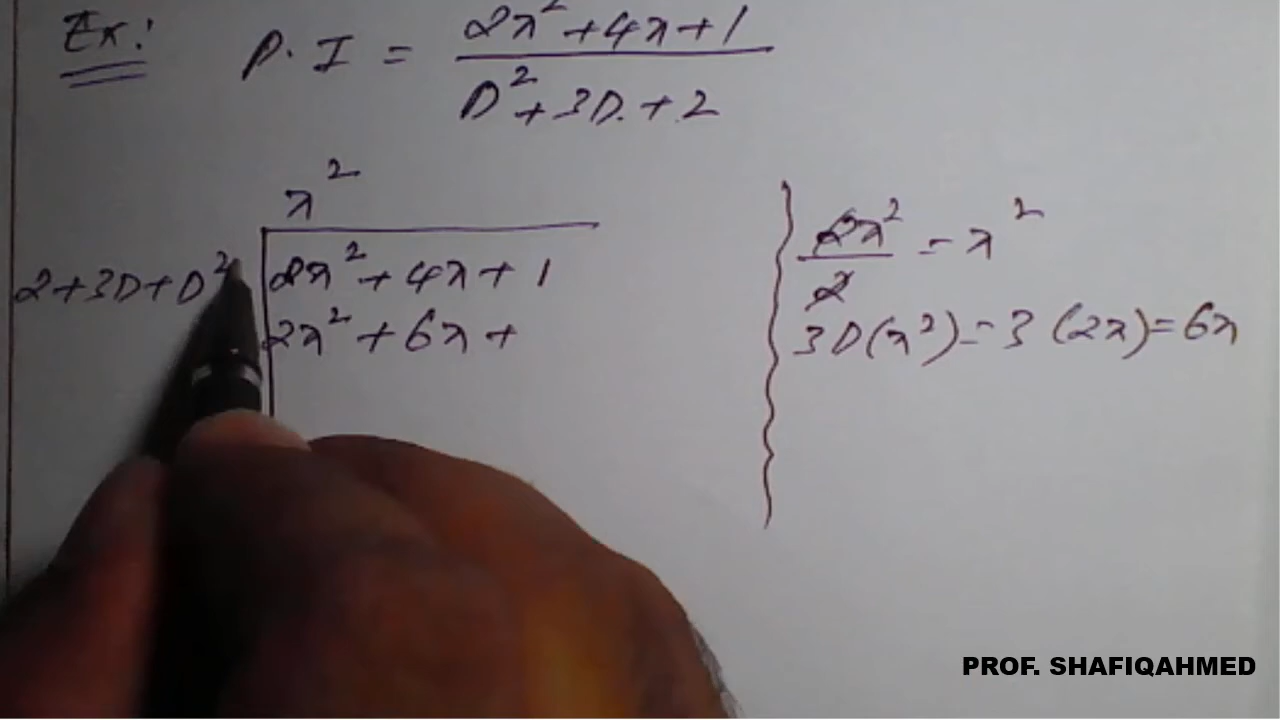 Ex:
P.I = 2x²+4x+1 / D²+3D+2
x²
2+3D+D² 2x²+4x+1
2x²+6x+
2x²/2 = x²
3D(x²)=3(2x)=6x
PROF. SHAFIQAHMED